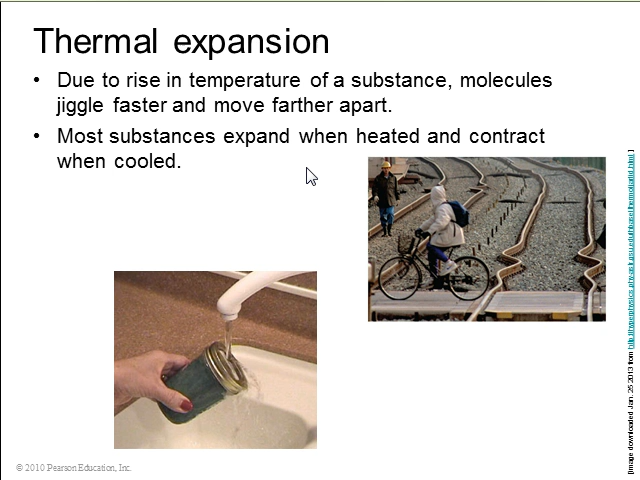 Thermal expansion
• Due to rise in temperature of a substance, molecules
jiggle faster and move farther apart.
• Most substances expand when heated and contract
when cooled.
© 2010 Pearson Education, Inc.
[Image downloaded Jan. 25 2013 from